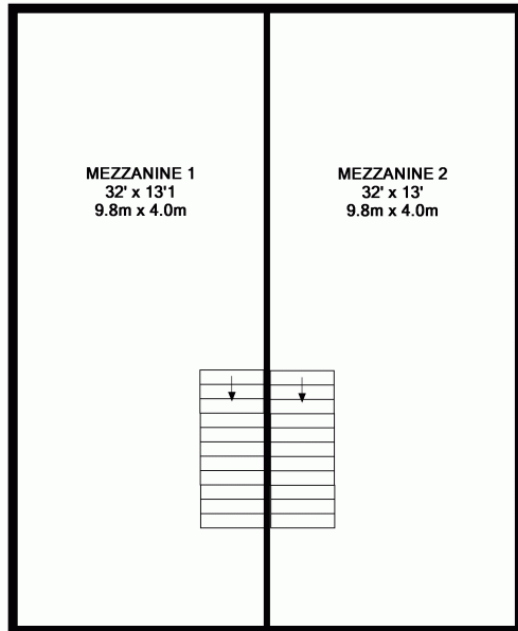 MEZZANINE 1
32' x 13'1
9.8m x 4.0m
MEZZANINE 2
32' x 13'
9.8m x 4.0m